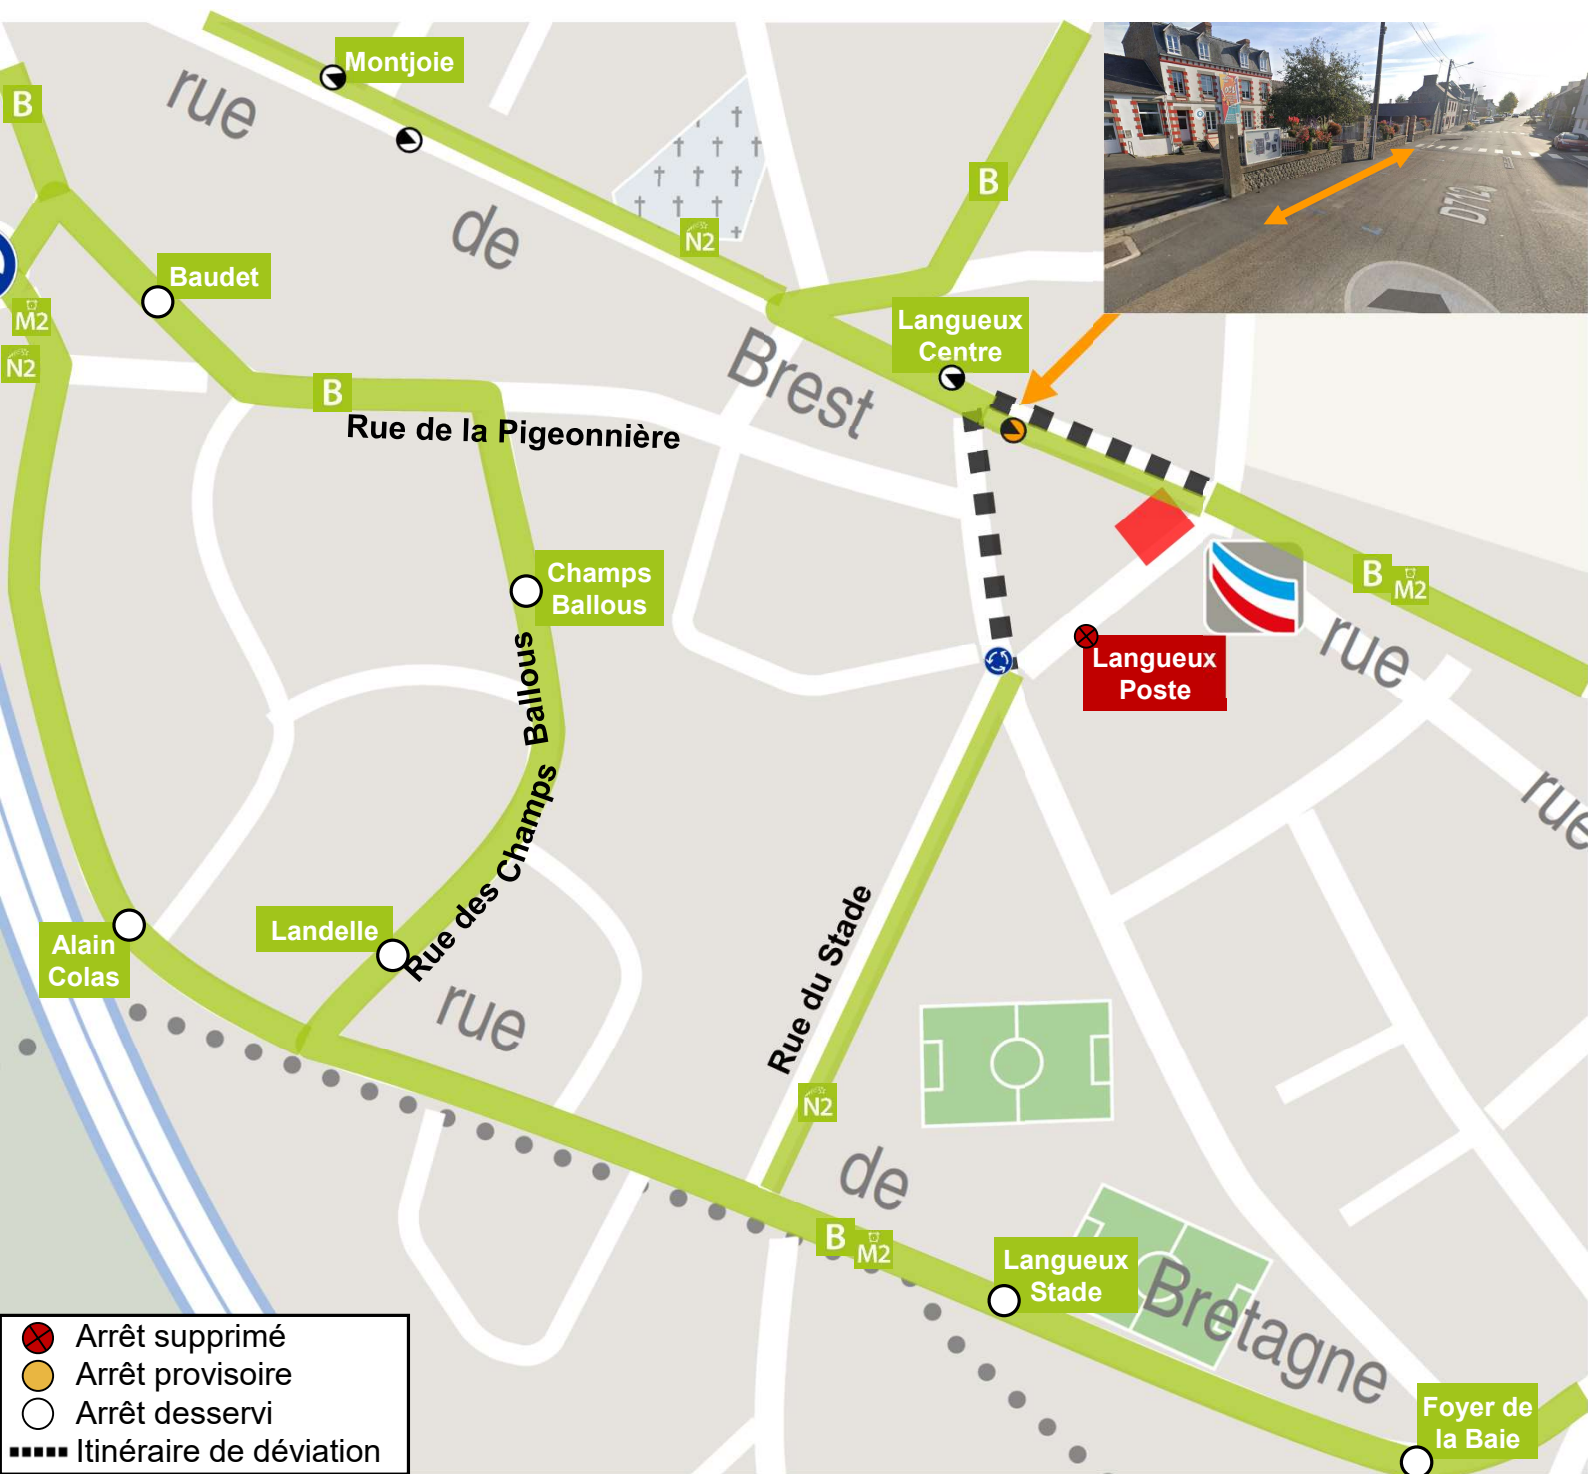 Montjoie
rue
B
B
N2
de
Baudet
M2
N2
Langueux
Centre
Brest
D712
B
Rue de la Pigeonnière
Champs
Ballous
B
M2
rue
Langueux
Poste
rue
Rue des Champs Ballous
Landelle
Alain
Colas
rue
Rue du Stade
N2
de
B
M2
Langueux
Stade
Bretagne
Foyer de
la Baie
Arrêt supprimé
Arrêt provisoire
Arrêt desservi
Itinéraire de déviation